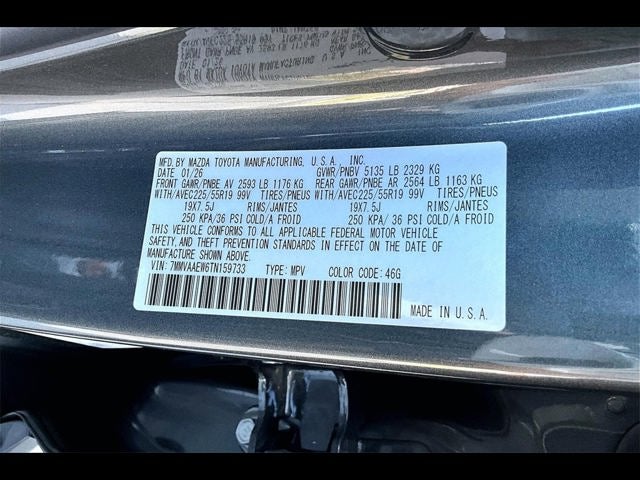 MFD. BY MAZDA TOYOTA MANUFACTURING, U.S.A., INC.
DATE 01/26 GVWR/PNBV 5135 LB 2329 KG
FRONT GAWR/PNBE AV 2593 LB 1176 KG REAR GAWR/PNBE AR 2564 LB 1163 KG
WITH/AVEC225/55R19 99V TIRES/PNEUS WITH/AVEC225/55R19 99V TIRES/PNEUS
19X7.5J RIMS/JANTES 19X7.5J RIMS/JANTES
250 KPA/36 PSI COLD/A FROID 250 KPA/36 PSI COLD/A FROID
THIS VEHICLE CONFORMS TO ALL APPLICABLE FEDERAL MOTOR VEHICLE
SAFETY, AND THEFT PREVENTION STANDARDS IN EFFECT ON THE DATE OF
MANUFACTURE SHOWN ABOVE.
VIN: 7MMVAAEW6TN159733 TYPE: MPV COLOR CODE: 46G
MADE IN U.S.A.